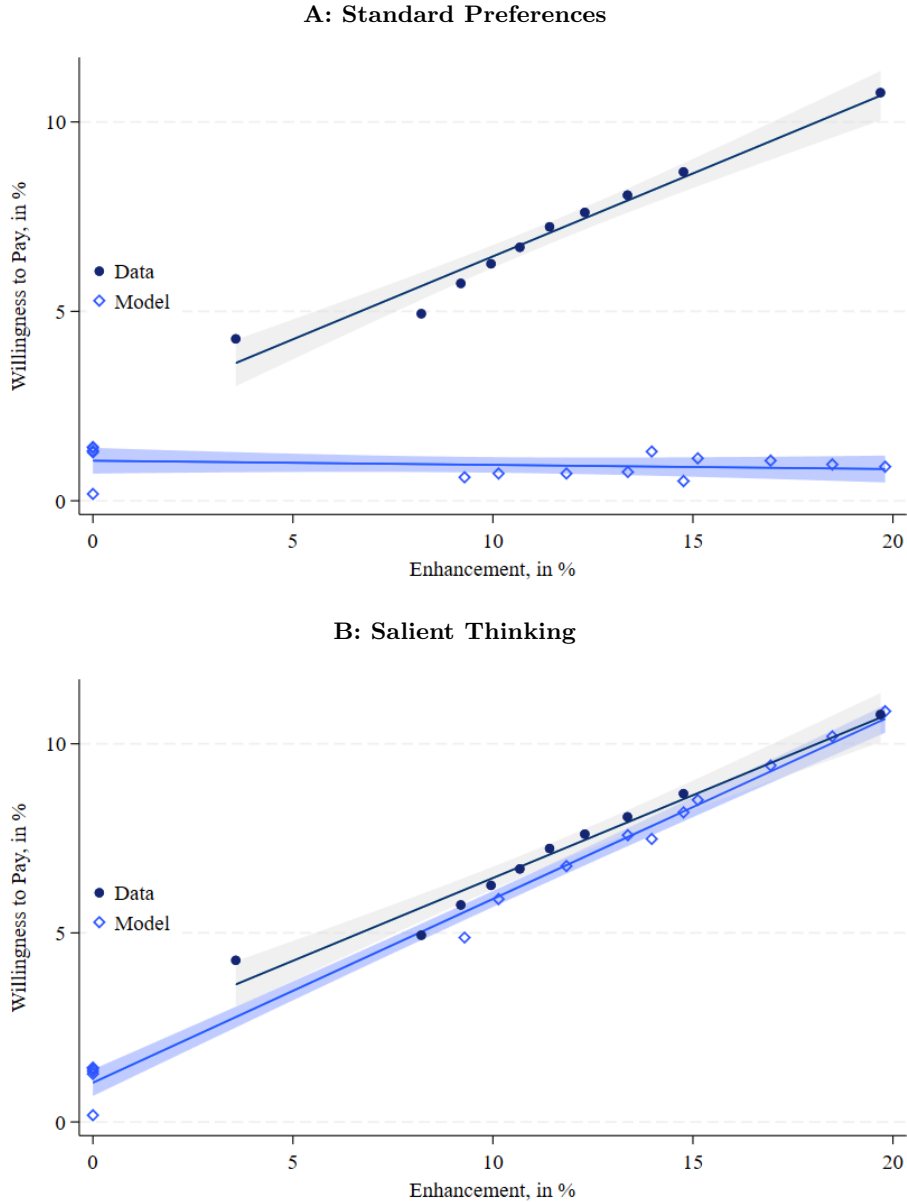 A: Standard Preferences
10
5
0
Willingness to Pay, in %
Data
Model
0 5 10 15 20
Enhancement, in %
B: Salient Thinking
10
5
0
Willingness to Pay, in %
Data
Model
0 5 10 15 20
Enhancement, in %